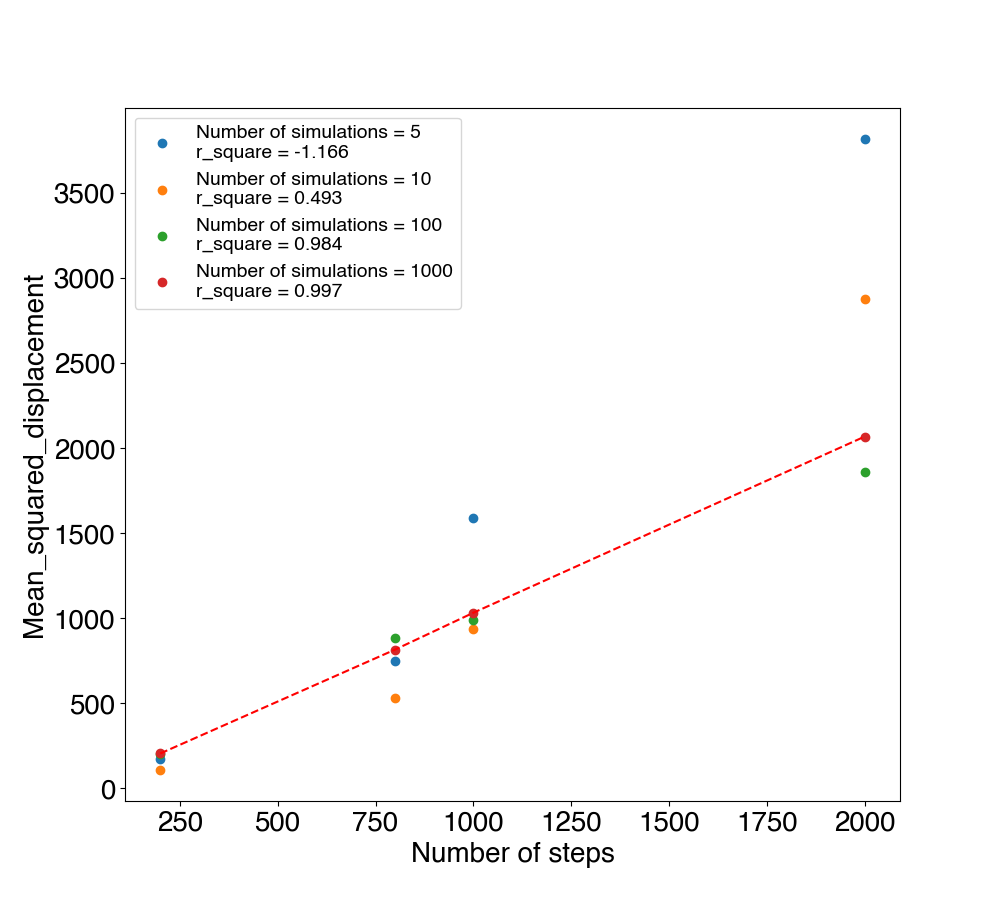 Number of simulations = 5
r_square = -1.166
Number of simulations = 10
r_square = 0.493
Number of simulations = 100
r_square = 0.984
Number of simulations = 1000
r_square = 0.997
Mean_squared_displacement
3500
3000
2500
2000
1500
1000
500
0
250 500 750 1000 1250 1500 1750 2000
Number of steps